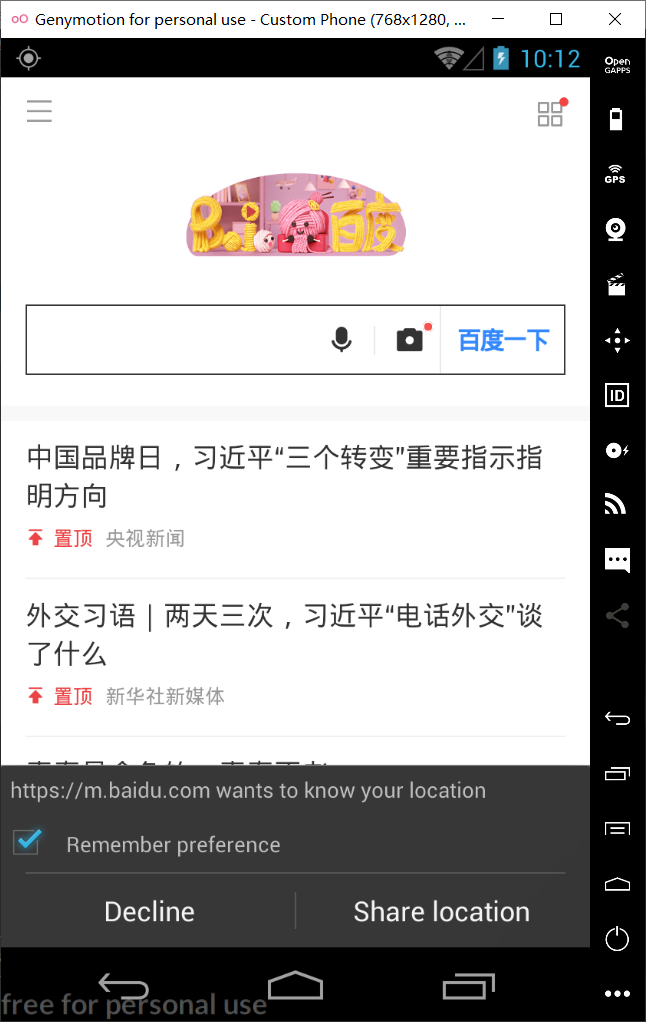 Genymotion for personal use - Custom Phone (768x1280, ...
10:12
Open
GAPPS
GPS
百度
百度一下
ID
中国品牌日，习近平“三个转变”重要指示指
明方向
置顶 央视新闻
外交习语｜两天三次，习近平“电话外交”谈
了什么
置顶 新华社新媒体
https://m.baidu.com wants to know your location
Remember preference
Decline
Share location
free for personal use